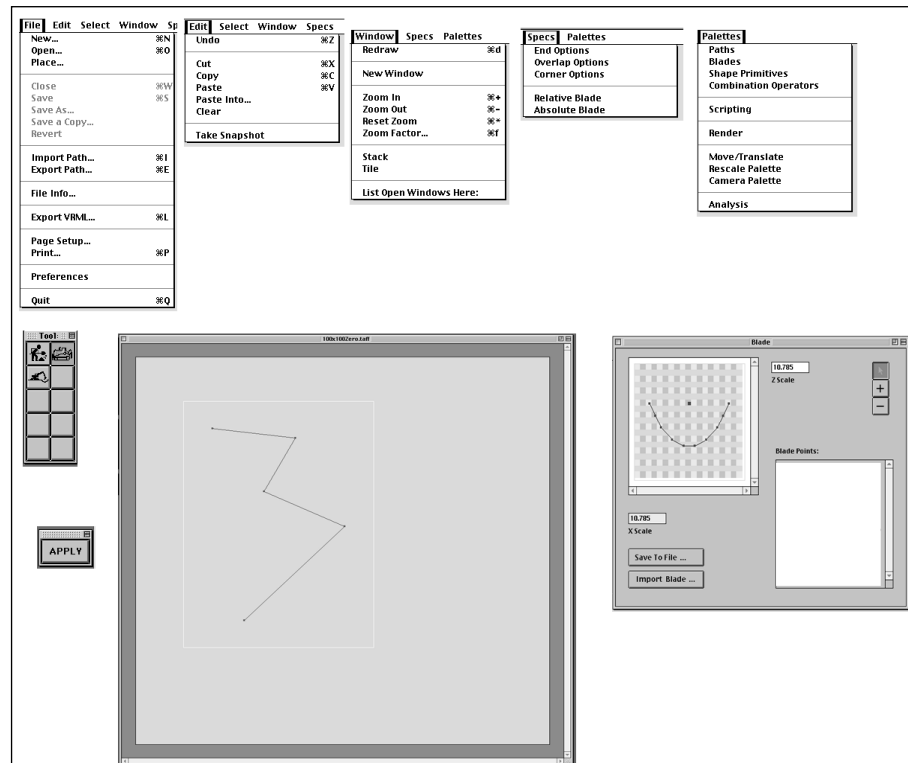 File Edit Select Window Sp
New... ⌘N
Open... ⌘O
Place...
Close ⌘W
Save ⌘S
Save As...
Save a Copy...
Revert
Import Path... ⌘I
Export Path... ⌘E
File Info...
Export VRML... ⌘L
Page Setup...
Print... ⌘P
Preferences
Quit ⌘Q
Edit Select Window Specs
Undo ⌘Z
Cut ⌘X
Copy ⌘C
Paste ⌘V
Paste Into...
Clear
Take Snapshot
Window Specs Palettes
Redraw ⌘d
New Window
Zoom In ⌘+
Zoom Out ⌘-
Reset Zoom ⌘*
Zoom Factor... ⌘f
Stack
Tile
List Open Windows Here:
Specs Palettes
End Options
Overlap Options
Corner Options
Relative Blade
Absolute Blade
Palettes
Paths
Blades
Shape Primitives
Combination Operators
Scripting
Render
Move/Translate
Rescale Palette
Camera Palette
Analysis
Tool
APPLY
100x100Zero.taff
Blade
10.785
Z Scale
+
−
Blade Points:
10.785
X Scale
Save To File ...
Import Blade ...